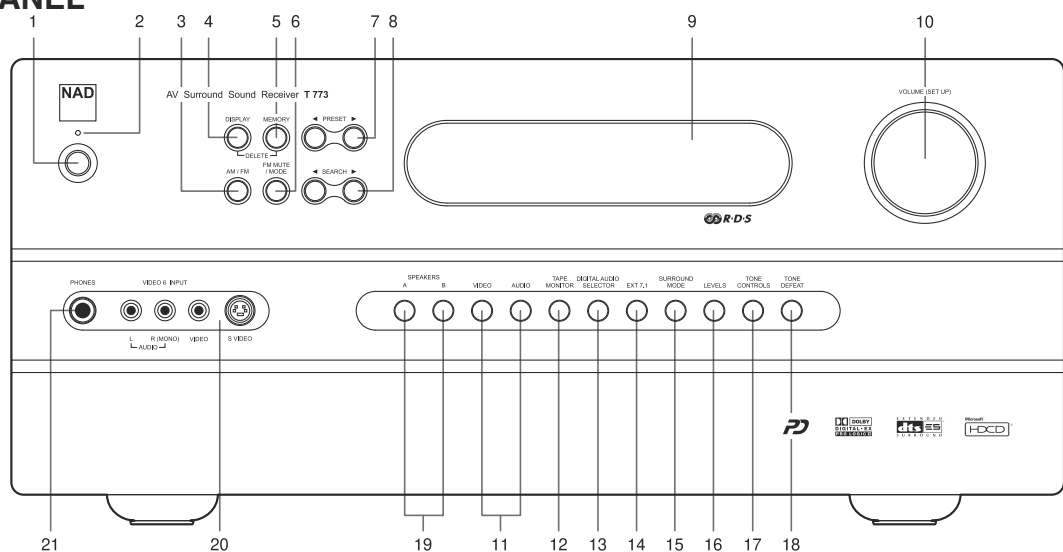 ANEL
1 2 3 4 5 6 7 8 9 10
NAD
AV Surround Sound Receiver T 773
VOLUME (SET UP)
DISPLAY MEMORY ◄ PRESET ►
DELETE
AM / FM FM MUTE / MODE ◄ SEARCH ►
R·D·S
PHONES VIDEO 6 INPUT
L R (MONO) VIDEO S VIDEO
AUDIO
SPEAKERS
A B VIDEO AUDIO TAPE MONITOR DIGITAL AUDIO SELECTOR EXT 7,1 SURROUND MODE LEVELS TONE CONTROLS TONE DEFEAT
PD
DOLBY
DIGITAL·EX
PRO LOGIC II
EXTENDED
dts ES
SURROUND
Microsoft
HDCD
21 20 19 11 12 13 14 15 16 17 18